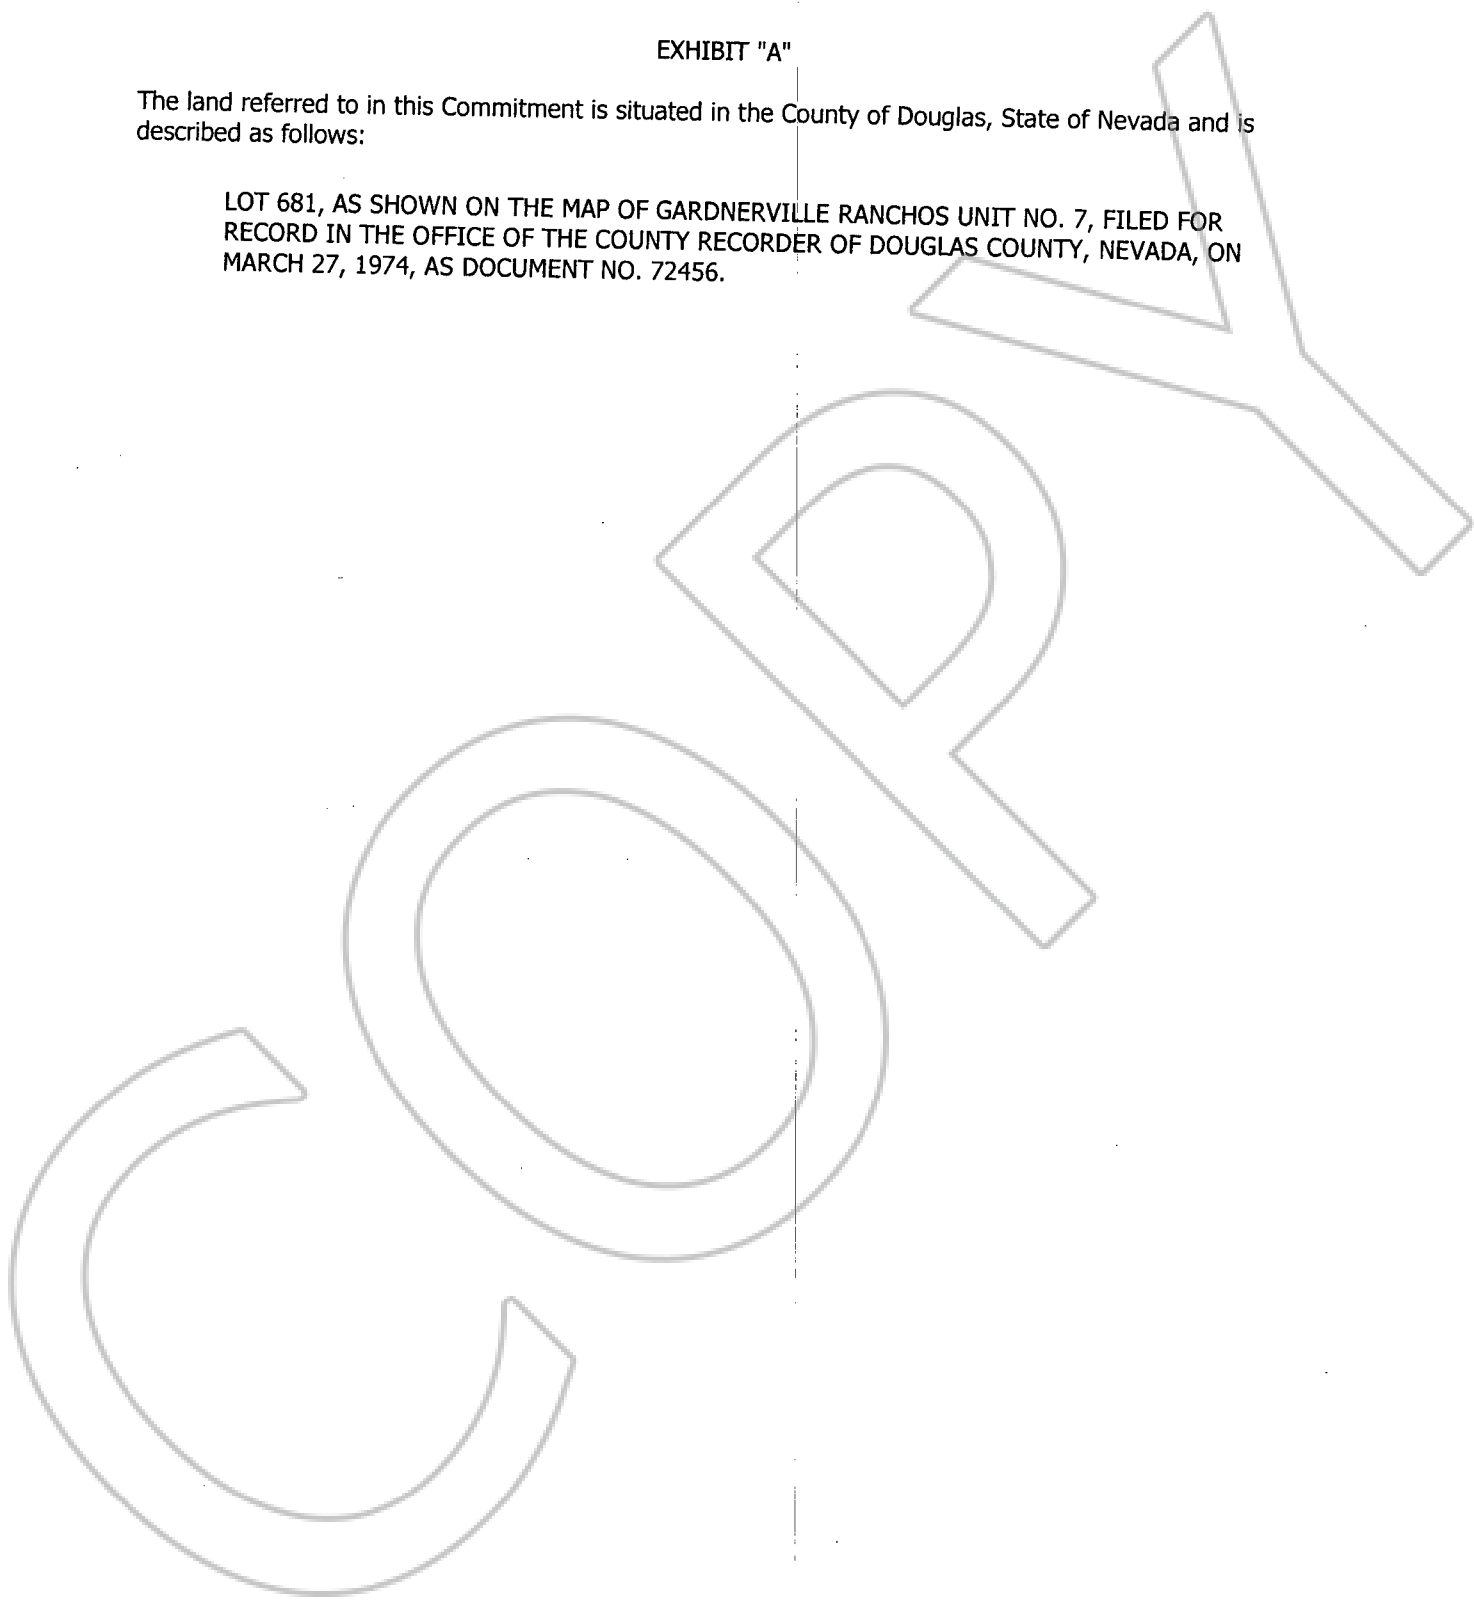 EXHIBIT "A"
The land referred to in this Commitment is situated in the County of Douglas, State of Nevada and is
described as follows:
LOT 681, AS SHOWN ON THE MAP OF GARDNERVILLE RANCHOS UNIT NO. 7, FILED FOR
RECORD IN THE OFFICE OF THE COUNTY RECORDER OF DOUGLAS COUNTY, NEVADA, ON
MARCH 27, 1974, AS DOCUMENT NO. 72456.
COPY